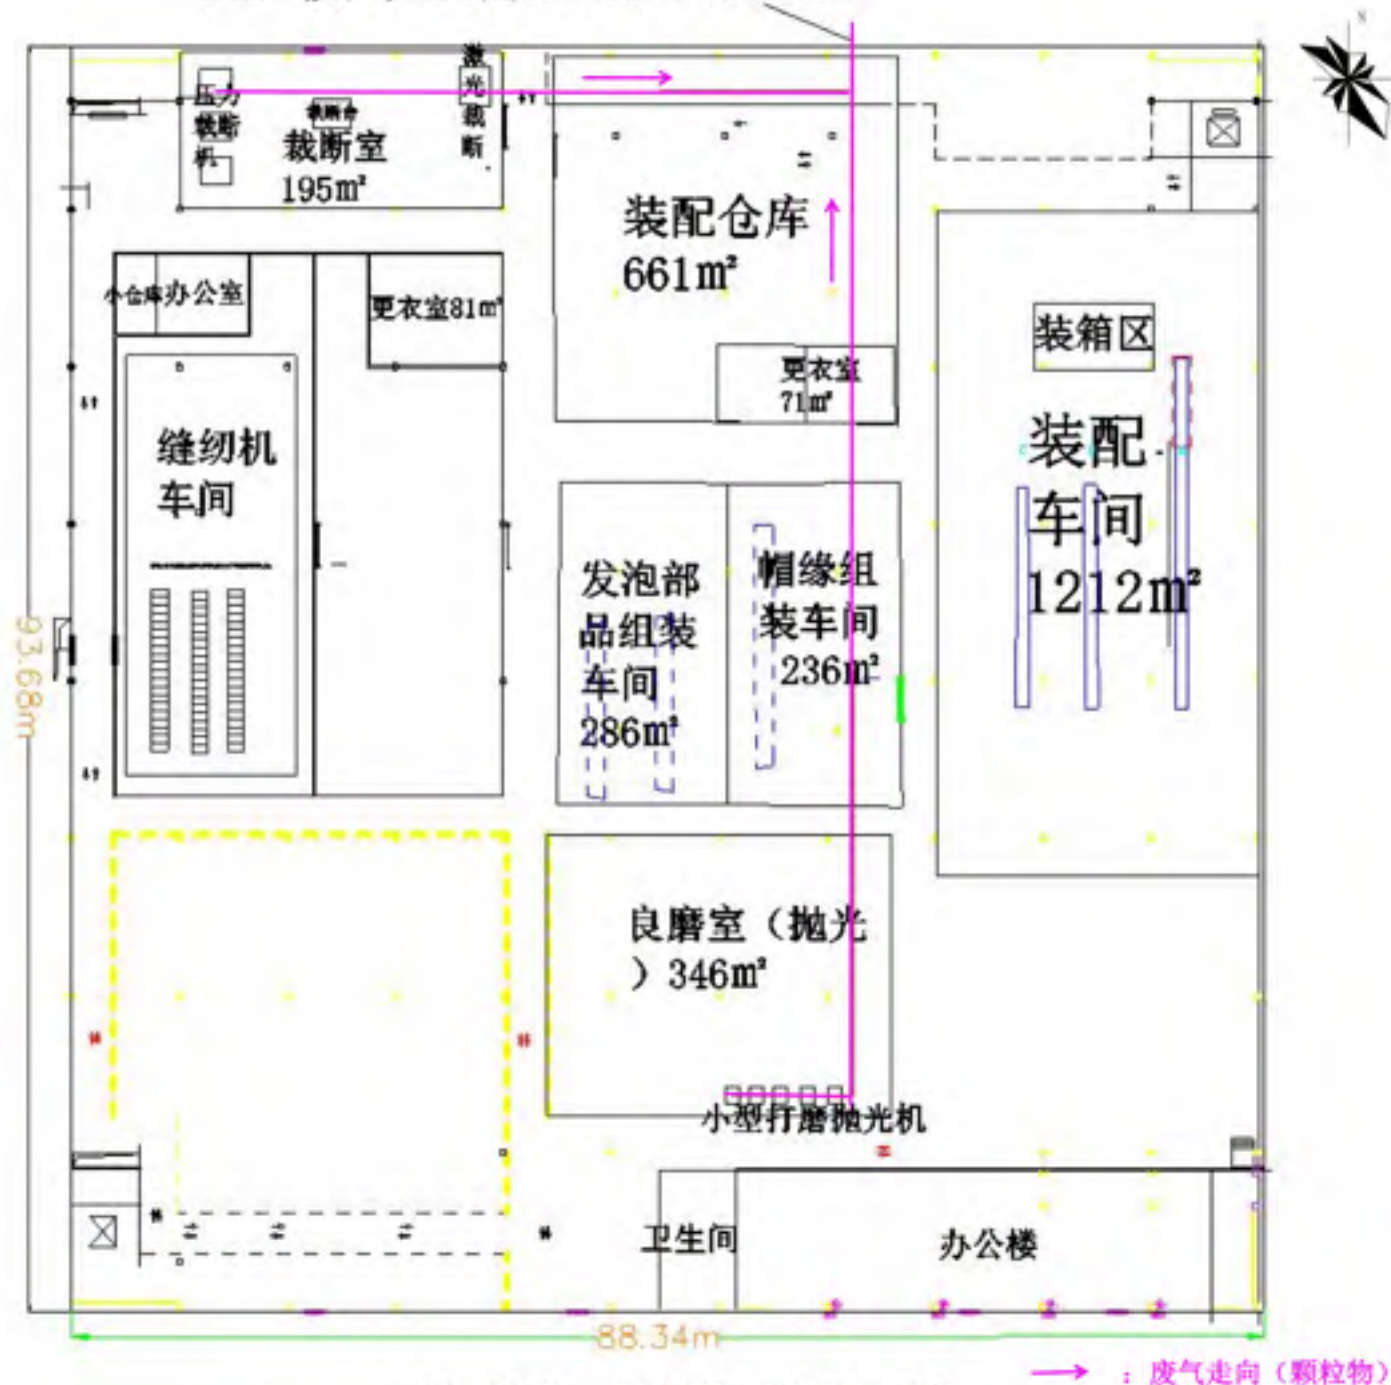 N
压力
裁断
机
裁断台
激
光
裁
断
裁断室
195m²
装配仓库
661m²
小仓库
办公室
更衣室81m²
更衣室
71m²
装箱区
缝纫机
车间
装配
车间
1212m²
发泡部
品组装
车间
286m²
帽缘组
装车间
236m²
93.68m
良磨室（抛光
）346m²
小型打磨抛光机
卫生间
办公楼
88.34m
：废气走向（颗粒物）